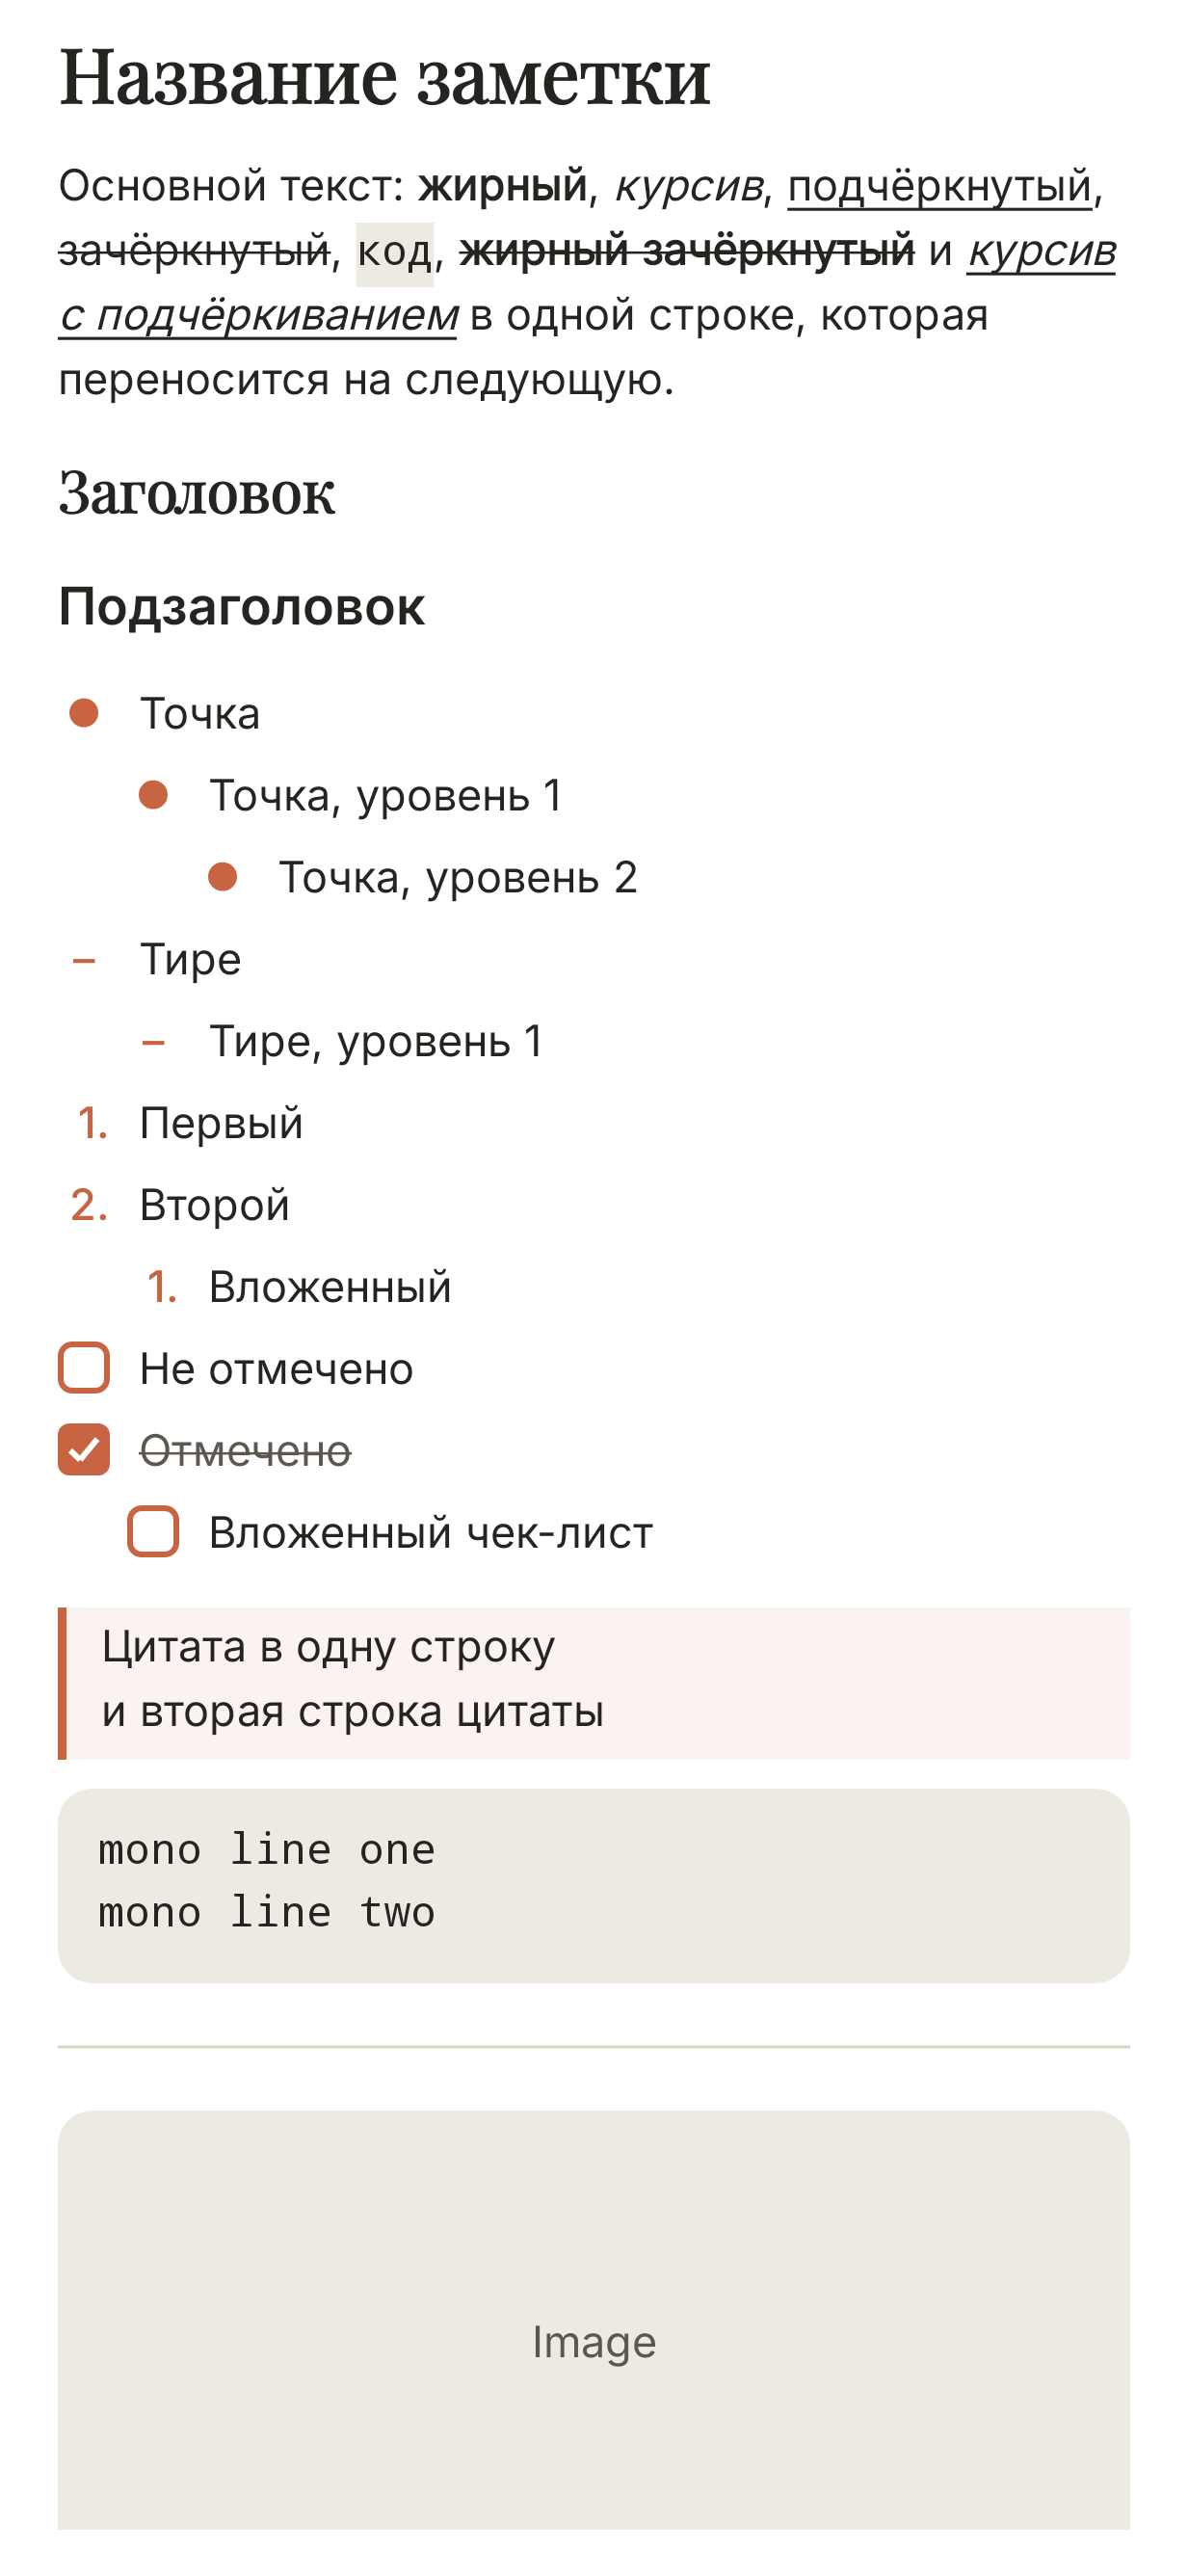 Название заметки
Основной текст: жирный, курсив, подчёркнутый,
зачёркнутый, код, жирный зачёркнутый и курсив
с подчёркиванием в одной строке, которая
переносится на следующую.
Заголовок
Подзаголовок
● Точка
● Точка, уровень 1
● Точка, уровень 2
– Тире
– Тире, уровень 1
1. Первый
2. Второй
1. Вложенный
Не отмечено
Отмечено
Вложенный чек-лист
Цитата в одну строку
и вторая строка цитаты
mono line one
mono line two
Image